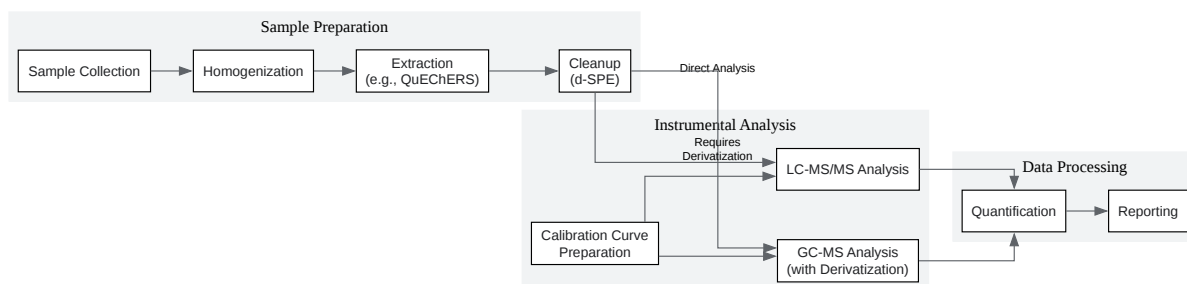 Sample Preparation
Sample Collection
Homogenization
Extraction
(e.g., QuEChERS)
Cleanup
(d-SPE)
Direct Analysis
Instrumental Analysis
Requires
Derivatization
LC-MS/MS Analysis
Calibration Curve
Preparation
GC-MS Analysis
(with Derivatization)
Data Processing
Quantification
Reporting